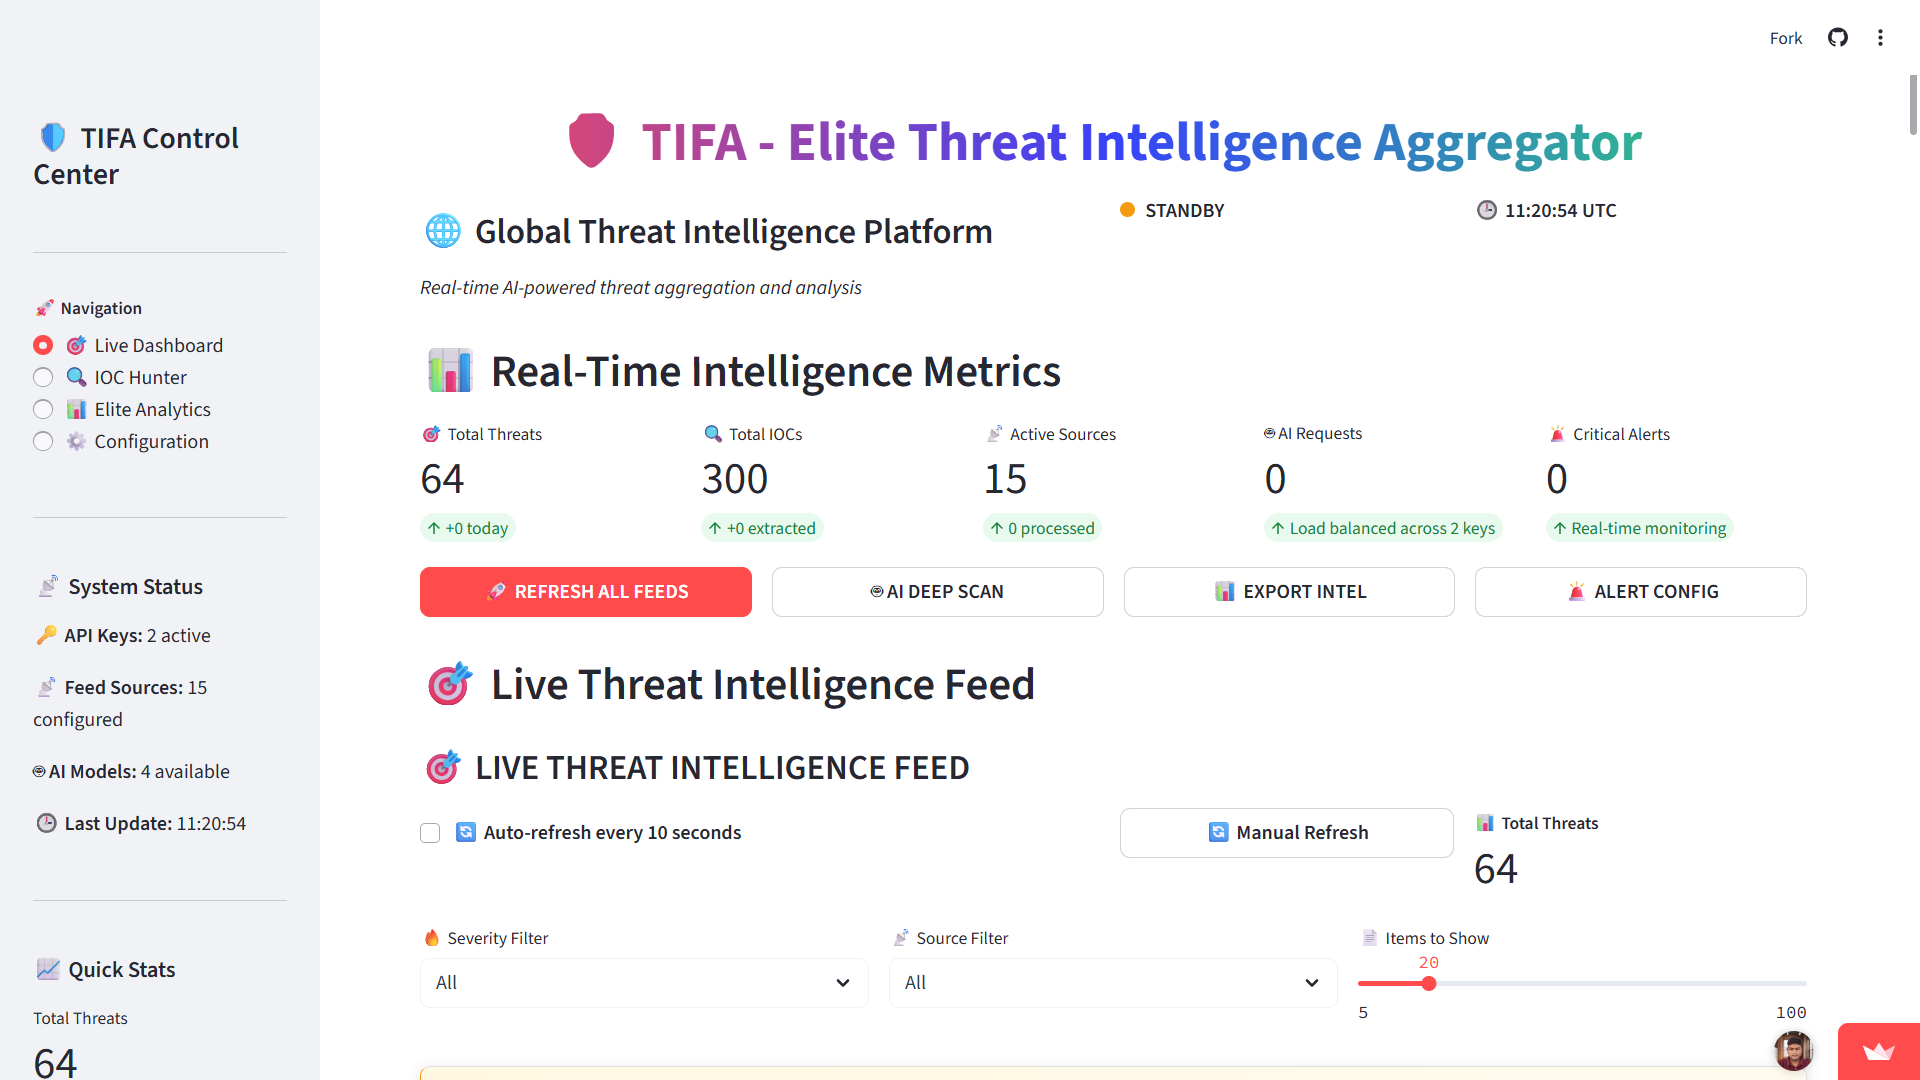 Fork
TIFA Control
Center
Navigation
Live Dashboard
IOC Hunter
Elite Analytics
Configuration
System Status
API Keys: 2 active
Feed Sources: 15
configured
AI Models: 4 available
Last Update: 11:20:54
Quick Stats
Total Threats
64
TIFA - Elite Threat Intelligence Aggregator
Global Threat Intelligence Platform
STANDBY
11:20:54 UTC
Real-time AI-powered threat aggregation and analysis
Real-Time Intelligence Metrics
Total Threats
64
↑ +0 today
Total IOCs
300
↑ +0 extracted
Active Sources
15
↑ 0 processed
AI Requests
0
↑ Load balanced across 2 keys
Critical Alerts
0
↑ Real-time monitoring
REFRESH ALL FEEDS
AI DEEP SCAN
EXPORT INTEL
ALERT CONFIG
Live Threat Intelligence Feed
LIVE THREAT INTELLIGENCE FEED
Auto-refresh every 10 seconds
Manual Refresh
Total Threats
64
Severity Filter
All
Source Filter
All
Items to Show
20
5
100